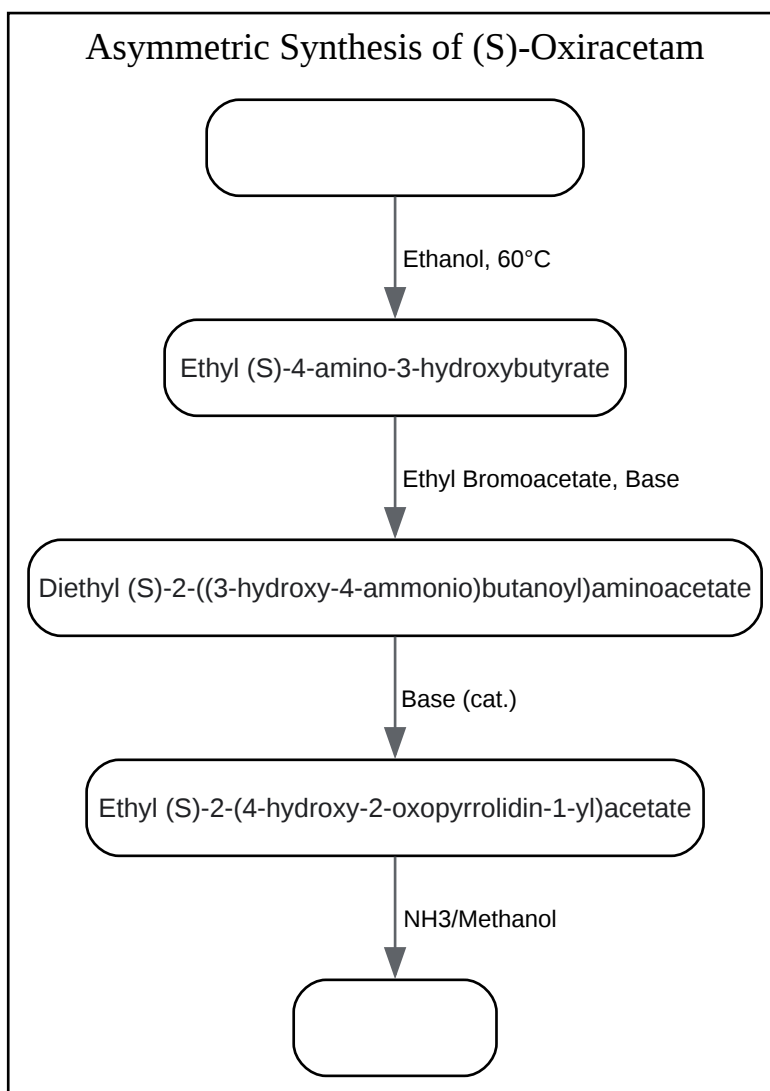 Asymmetric Synthesis of (S)-Oxiracetam
Ethanol, 60°C
Ethyl (S)-4-amino-3-hydroxybutyrate
Ethyl Bromoacetate, Base
Diethyl (S)-2-((3-hydroxy-4-ammonio)butanoyl)aminoacetate
Base (cat.)
Ethyl (S)-2-(4-hydroxy-2-oxopyrrolidin-1-yl)acetate
NH3/Methanol